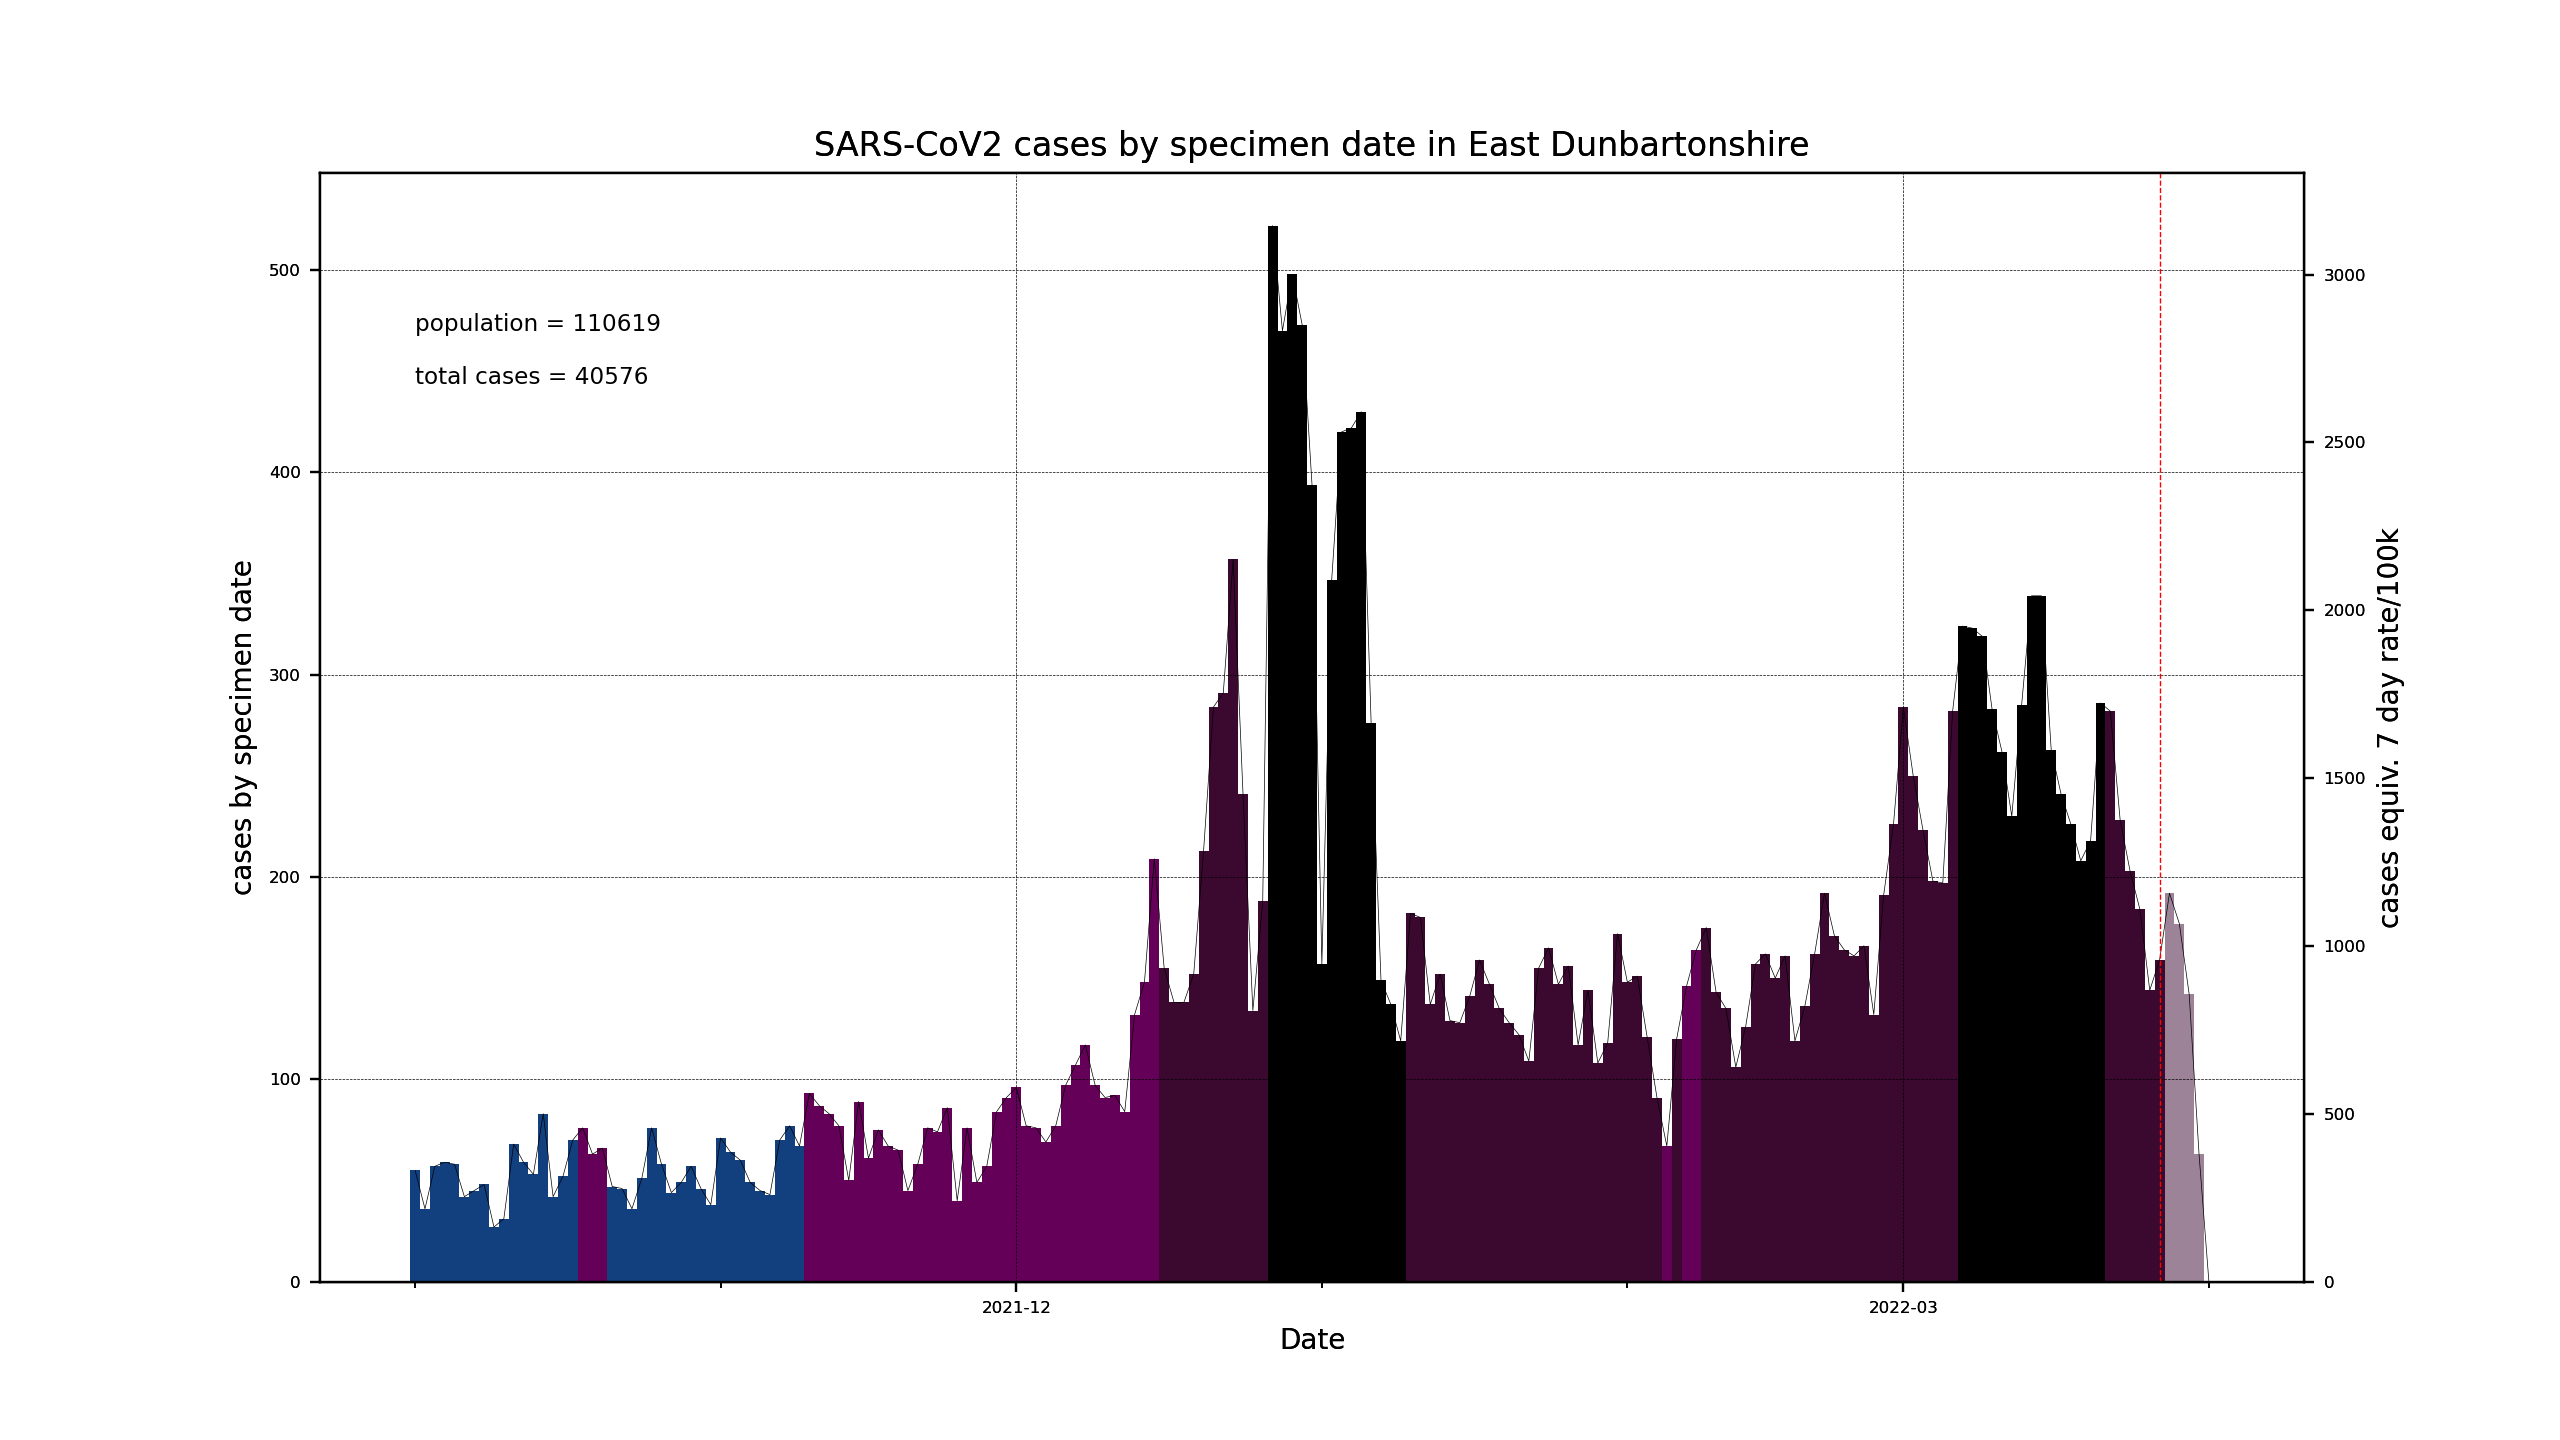 SARS-CoV2 cases by specimen date in East Dunbartonshire
population = 110619
total cases = 40576
cases by specimen date
500
400
300
200
100
0
3000
2500
2000
1500
1000
500
0
cases equiv. 7 day rate/100k
2021-12
2022-03
Date